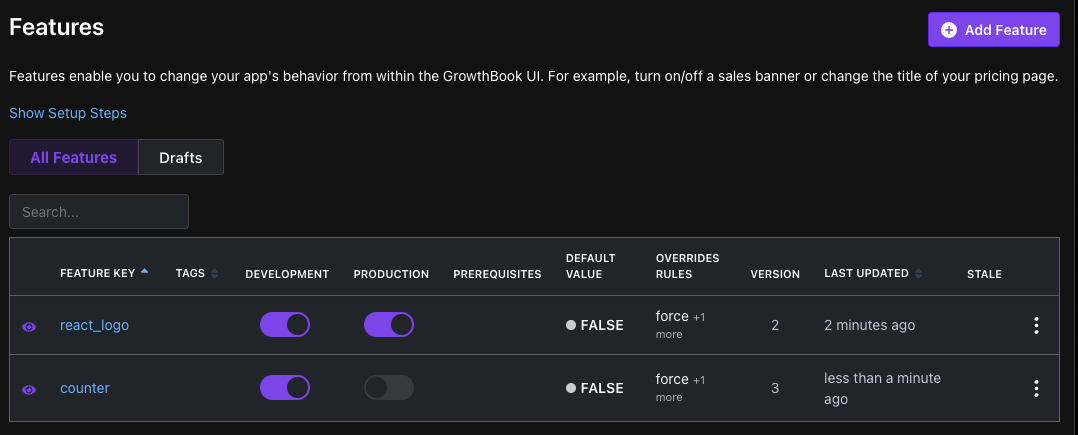 Features
Add Feature
Features enable you to change your app's behavior from within the GrowthBook UI. For example, turn on/off a sales banner or change the title of your pricing page.
Show Setup Steps
All Features Drafts
Search...
FEATURE KEY TAGS DEVELOPMENT PRODUCTION PREREQUISITES DEFAULT VALUE OVERRIDES RULES VERSION LAST UPDATED STALE
react_logo FALSE force +1 more 2 2 minutes ago
counter FALSE force +1 more 3 less than a minute ago